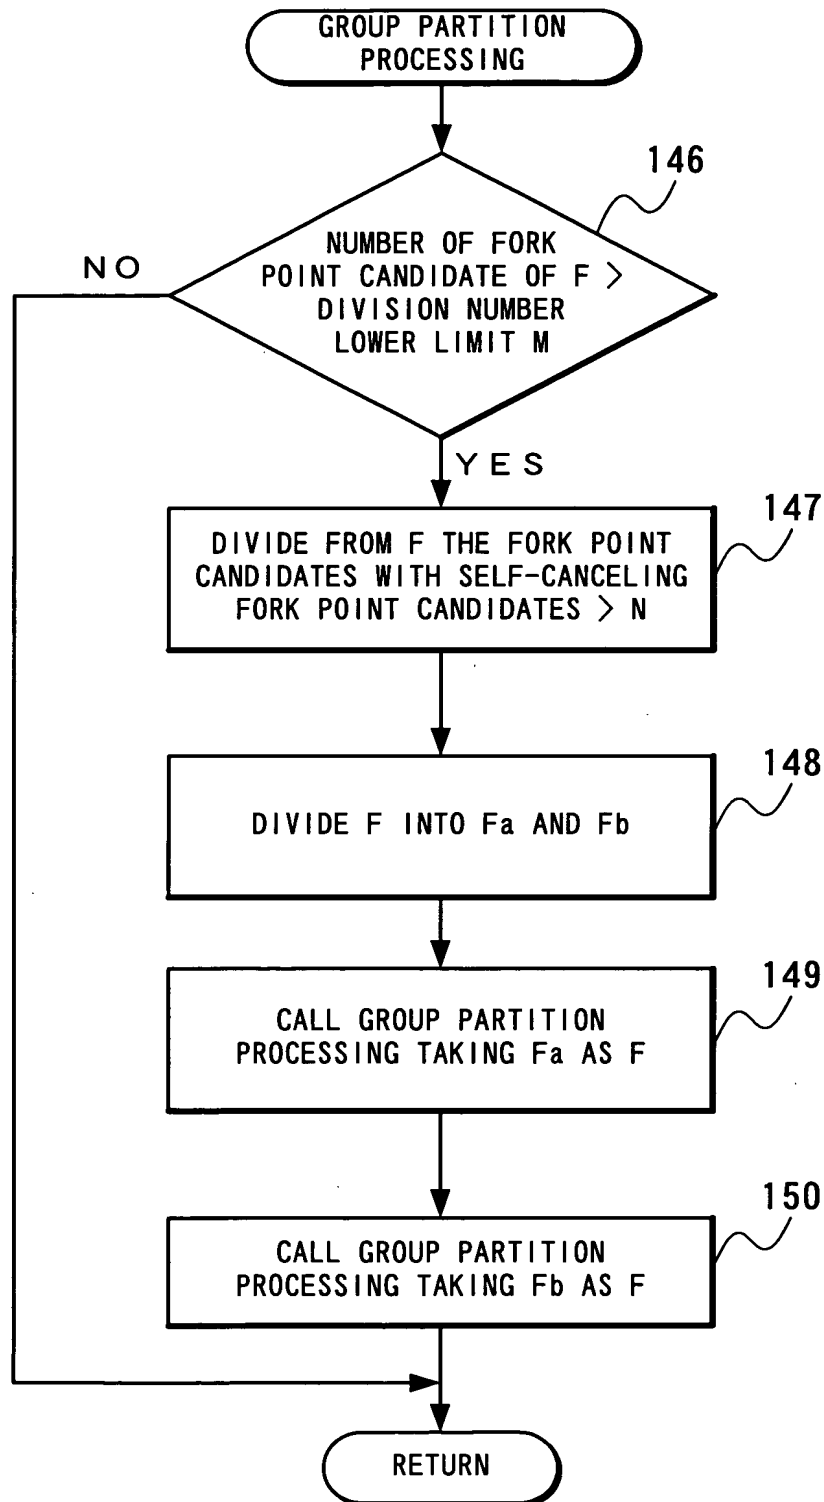 GROUP PARTITION
PROCESSING
146
NUMBER OF FORK
POINT CANDIDATE OF F >
DIVISION NUMBER
LOWER LIMIT M
NO
YES
147
DIVIDE FROM F THE FORK POINT
CANDIDATES WITH SELF-CANCELING
FORK POINT CANDIDATES > N
148
DIVIDE F INTO Fa AND Fb
149
CALL GROUP PARTITION
PROCESSING TAKING Fa AS F
150
CALL GROUP PARTITION
PROCESSING TAKING Fb AS F
RETURN